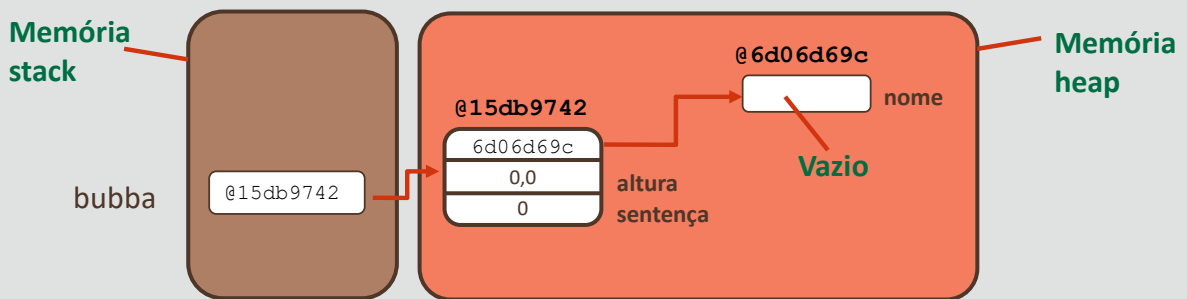 Memória
stack
bubba
@15db9742
@15db9742
6d06d69c
0,0
0
altura
sentença
@6d06d69c
nome
Vazio
Memória
heap